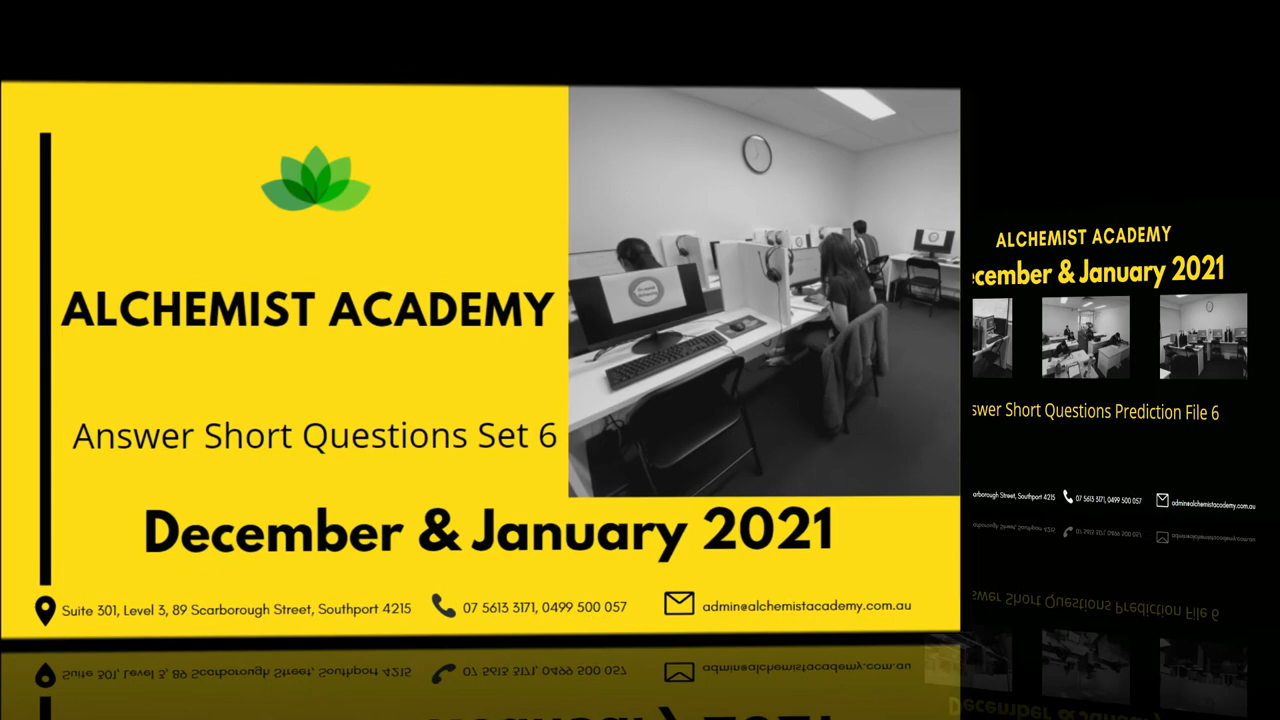 ALCHEMIST ACADEMY
Answer Short Questions Set 6
December & January 2021
Suite 301, Level 3, 89 Scarborough Street, Southport 4215
07 5613 3171, 0499 500 057
admin@alchemistacademy.com.au
ALCHEMIST ACADEMY
ecember & January 2021
swer Short Questions Prediction File 6
arborough Street, Southport 4215
07 5613 3171, 0499 500 057
admin@alchemistacademy.com.au